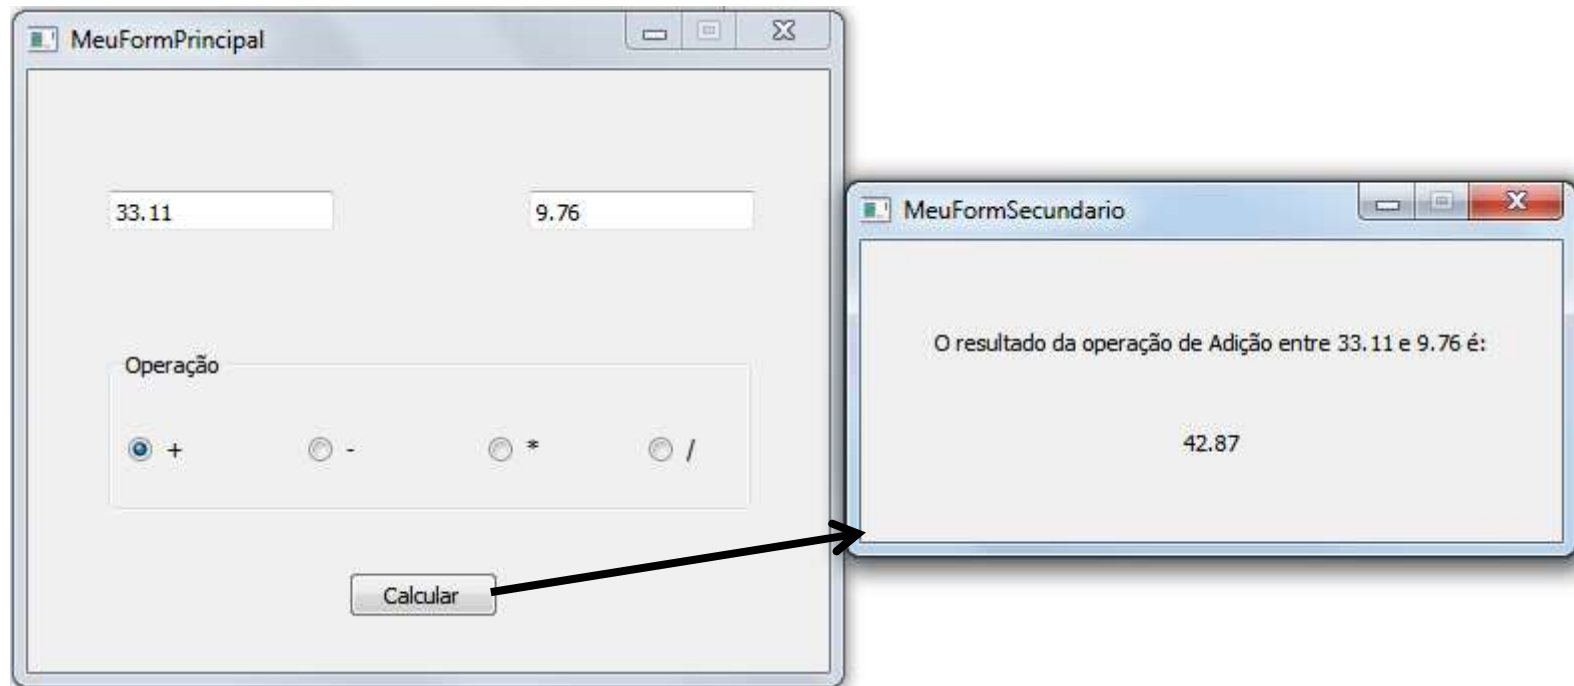 MeuFormPrincipal
33.11
9.76
Operação
+
-
*
/
Calcular
MeuFormSecundario
O resultado da operação de Adição entre 33.11 e 9.76 é:
42.87